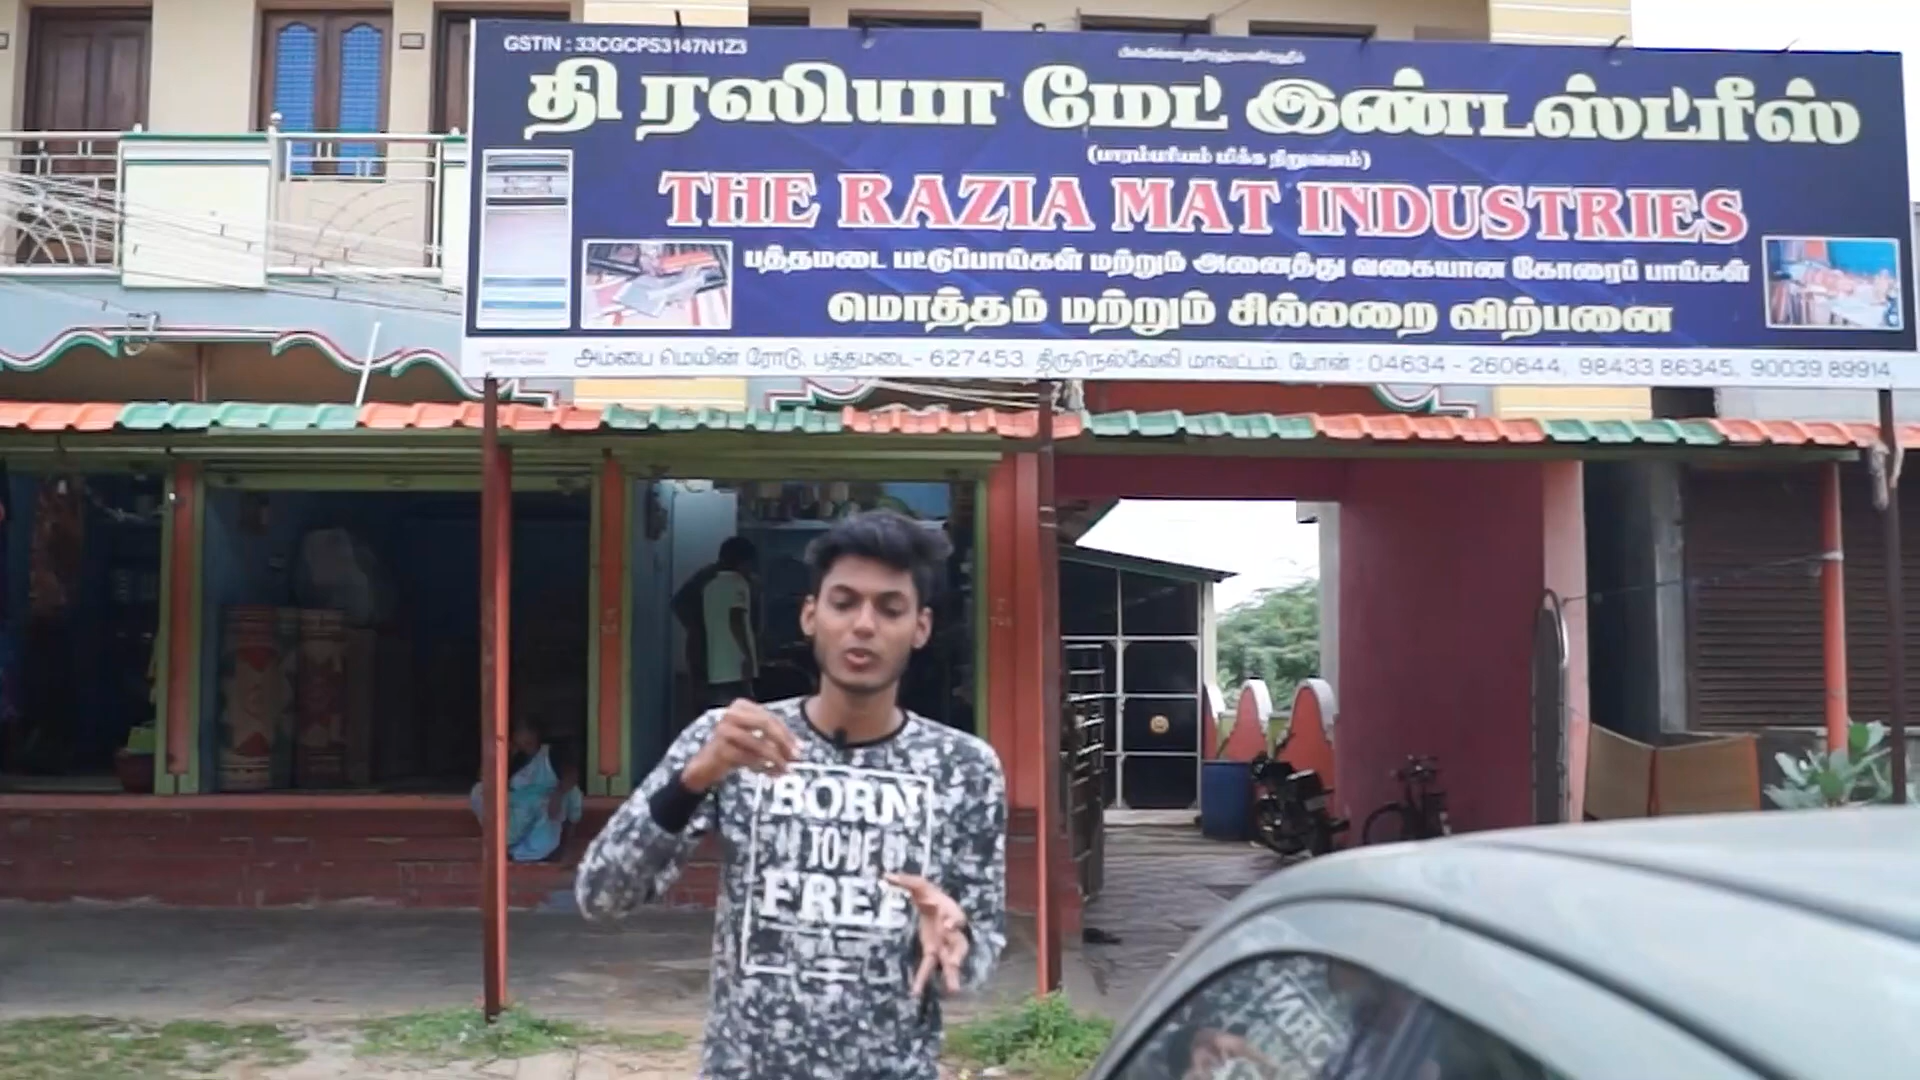 GSTIN : 33CGCPS3147N1Z3
தி ரஸியா மேட் இண்டஸ்ட்ரீஸ்
(பாரம்பரியம் மிக்க நிறுவனம்)
THE RAZIA MAT INDUSTRIES
பத்தமடை பட்டுப்பாய்கள் மற்றும் அனைத்து வகையான கோரைப் பாய்கள்
மொத்தம் மற்றும் சில்லறை விற்பனை
அம்பை மெயின் ரோடு, பத்தமடை - 627453. திருநெல்வேலி மாவட்டம். போன் : 04634 - 260644, 98433 86345, 90039 89914
BORN
TO BE
FREE